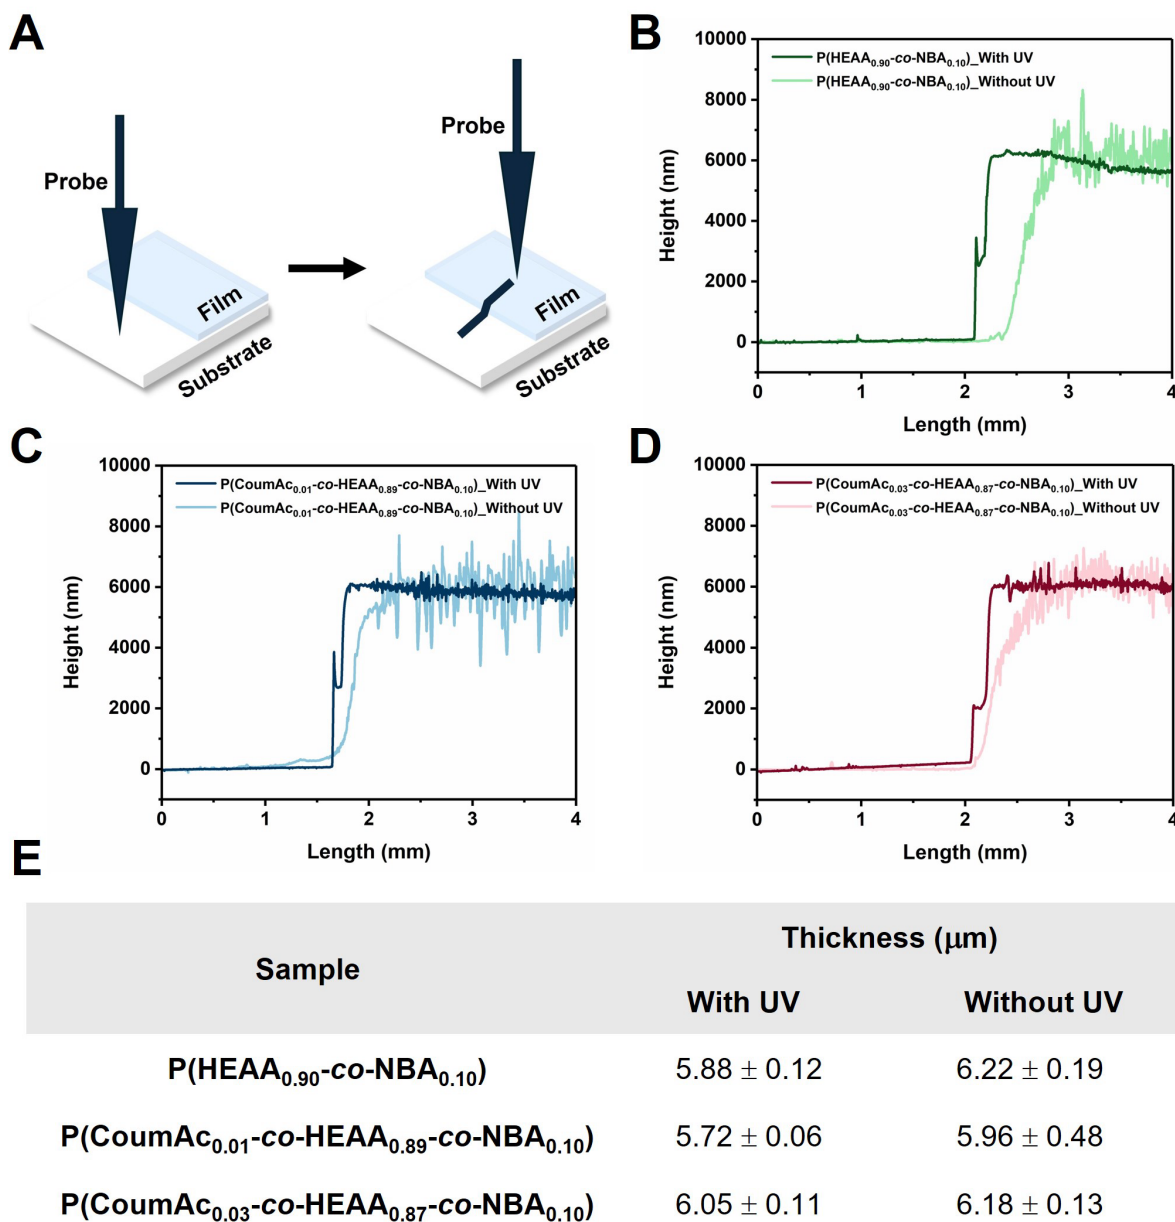 A
Probe
Film
Substrate
Probe
Film
Substrate
B
10000
8000
6000
4000
2000
0
Height (nm)
P(HEAA0.90-co-NBA0.10)_With UV
P(HEAA0.90-co-NBA0.10)_Without UV
0 1 2 3 4
Length (mm)
C
10000
8000
6000
4000
2000
0
Height (nm)
P(CoumAc0.01-co-HEAA0.89-co-NBA0.10)_With UV
P(CoumAc0.01-co-HEAA0.89-co-NBA0.10)_Without UV
0 1 2 3 4
Length (mm)
D
10000
8000
6000
4000
2000
0
Height (nm)
P(CoumAc0.03-co-HEAA0.87-co-NBA0.10)_With UV
P(CoumAc0.03-co-HEAA0.87-co-NBA0.10)_Without UV
0 1 2 3 4
Length (mm)
E
Sample Thickness (μm)
With UV Without UV
P(HEAA0.90-co-NBA0.10) 5.88 ± 0.12 6.22 ± 0.19
P(CoumAc0.01-co-HEAA0.89-co-NBA0.10) 5.72 ± 0.06 5.96 ± 0.48
P(CoumAc0.03-co-HEAA0.87-co-NBA0.10) 6.05 ± 0.11 6.18 ± 0.13